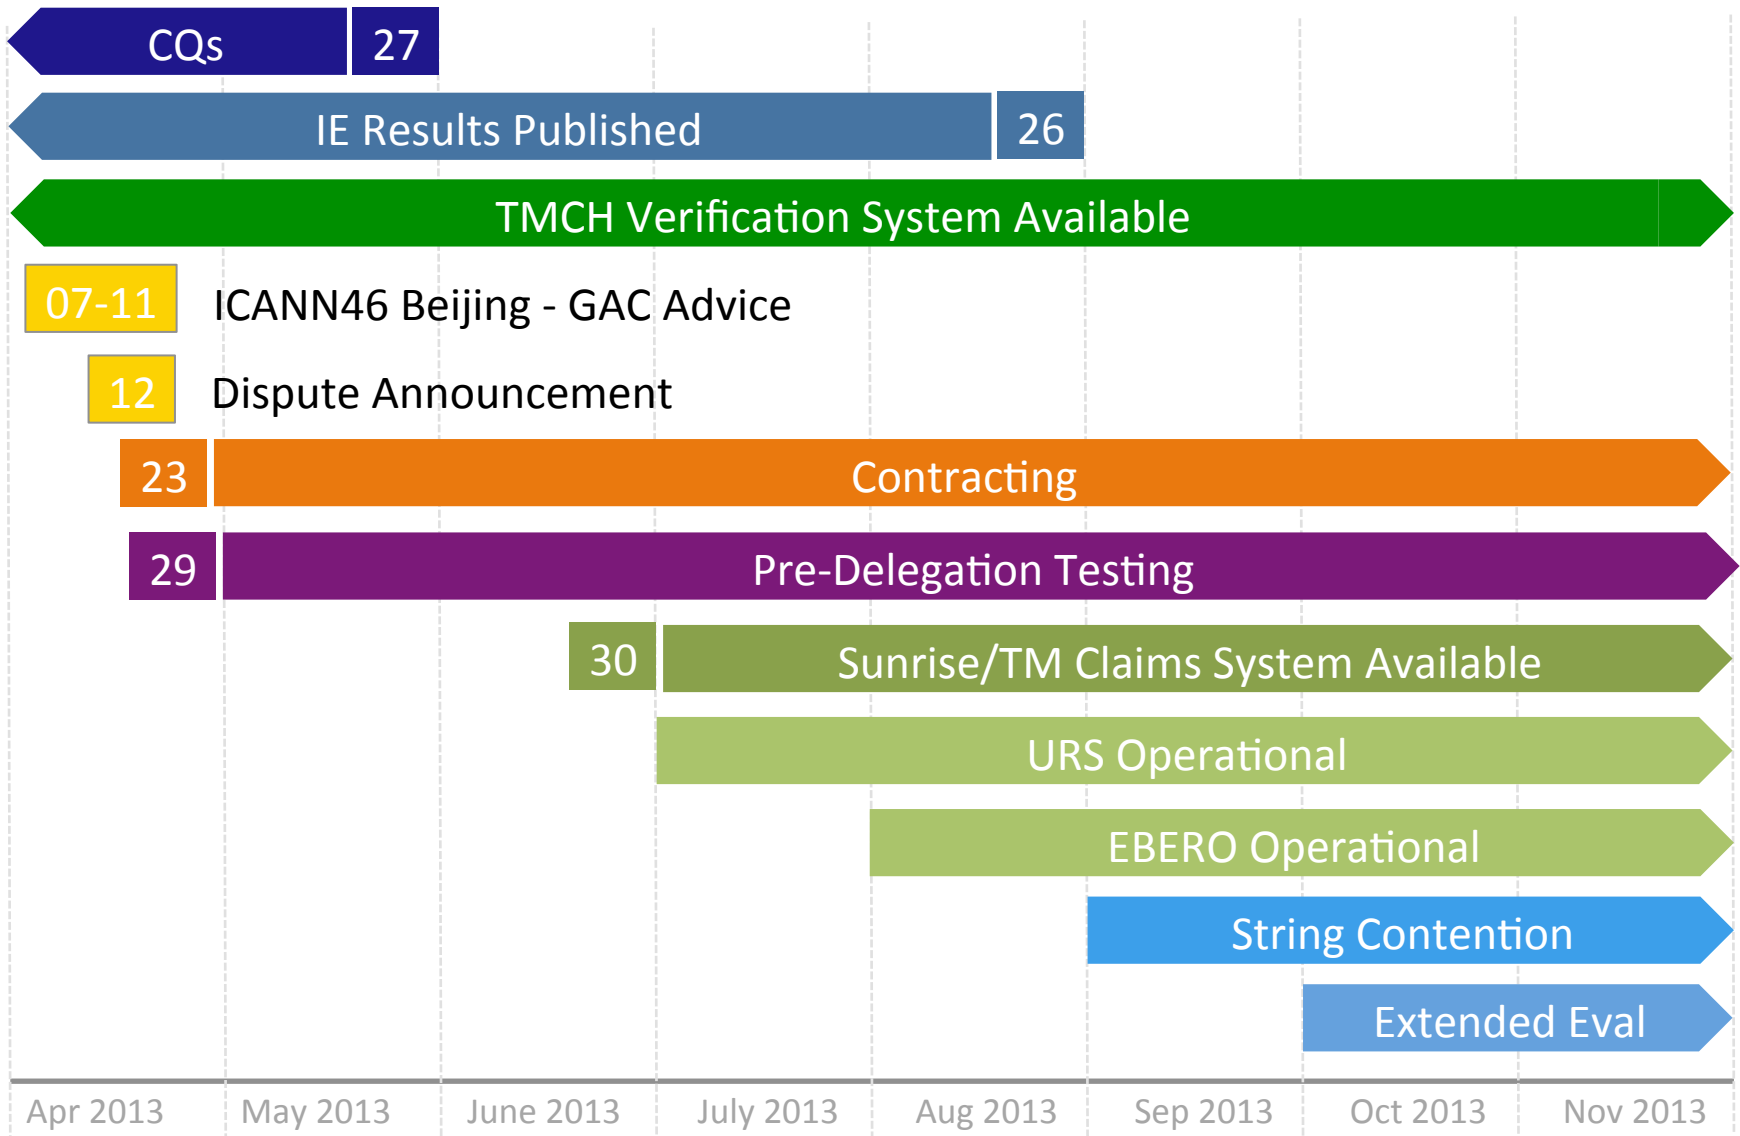 CQs 27
IE Results Published 26
TMCH Verification System Available
07-11 ICANN46 Beijing - GAC Advice
12 Dispute Announcement
23 Contracting
29 Pre-Delegation Testing
30 Sunrise/TM Claims System Available
URS Operational
EBERO Operational
String Contention
Extended Eval
Apr 2013 May 2013 June 2013 July 2013 Aug 2013 Sep 2013 Oct 2013 Nov 2013